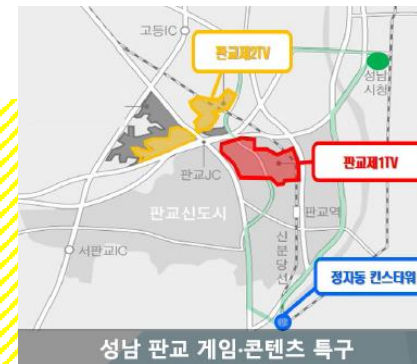 고등IC
판교제2TV
성남
시청
판교제1TV
판교JC
판교신도시
판교역
서판교IC
신분당선
정자동 킨스타워
성남 판교 게임·콘텐츠 특구